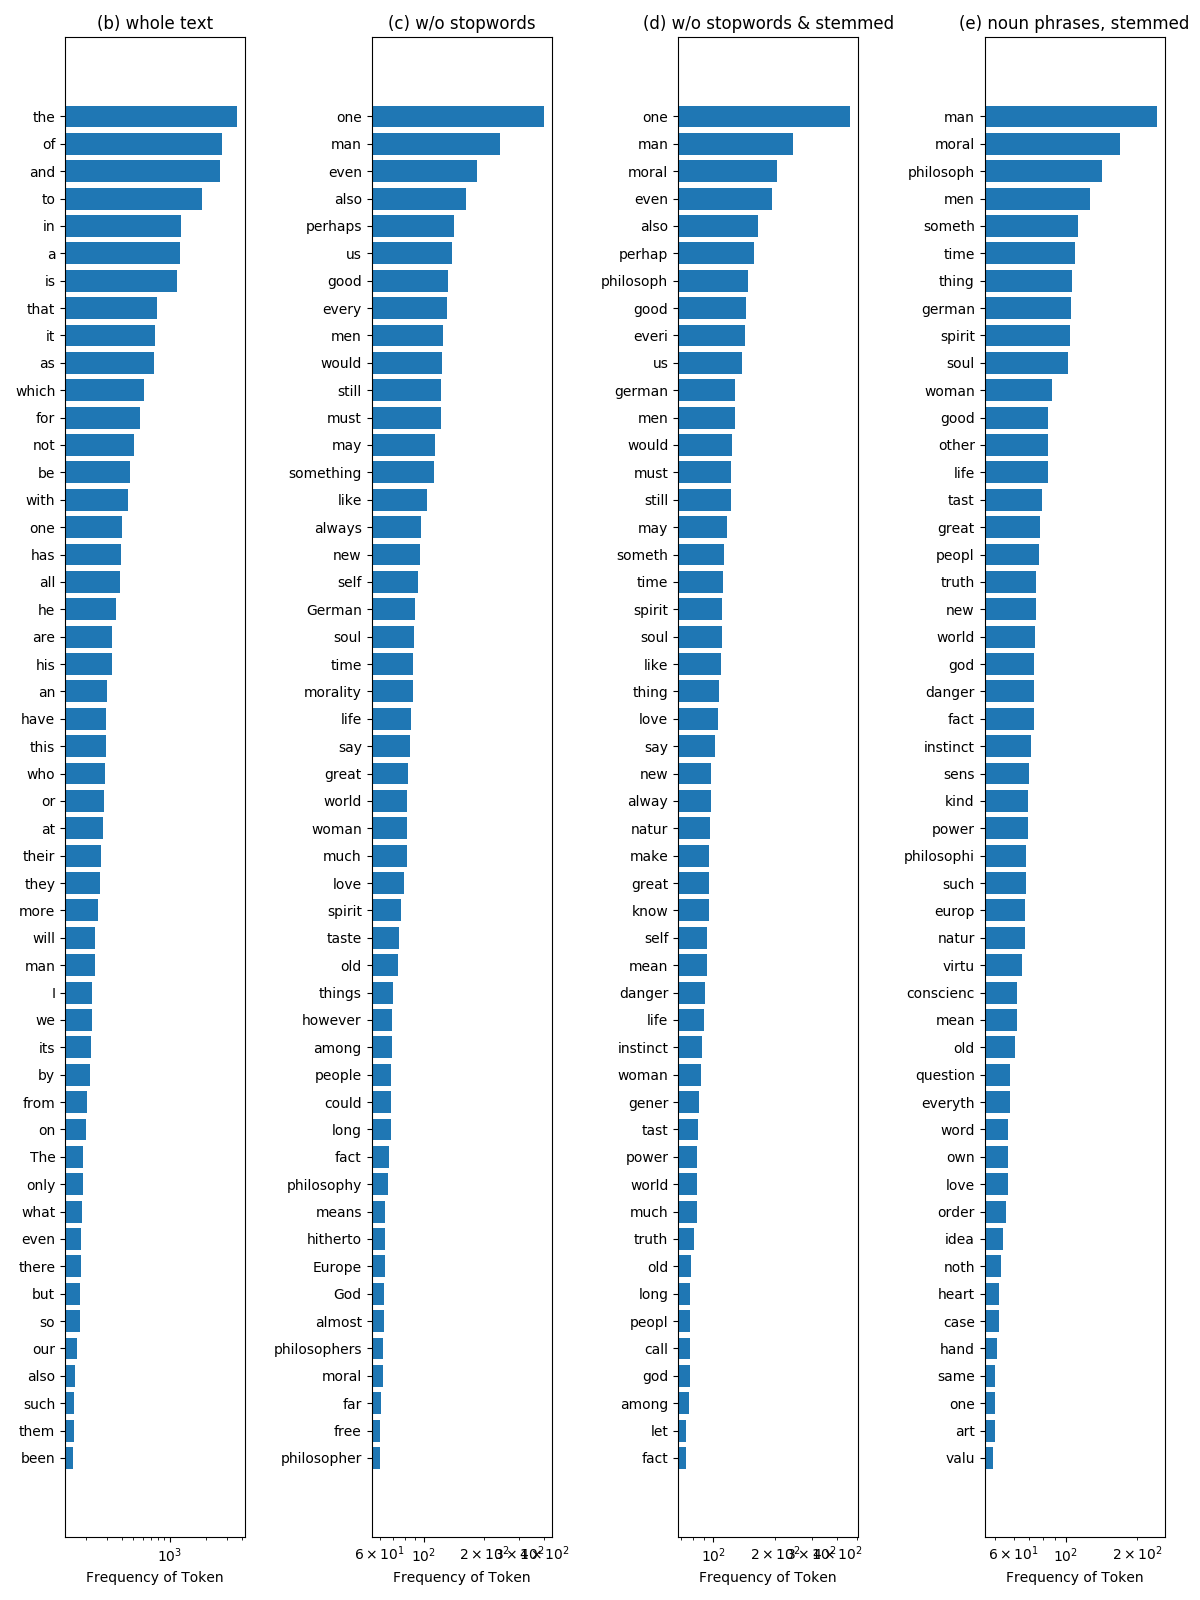 (b) whole text
the
of
and
to
in
a
is
that
it
as
which
for
not
be
with
one
has
all
he
are
his
an
have
this
who
or
at
their
they
more
will
man
I
we
its
by
from
on
The
only
what
even
there
but
so
our
also
such
them
been
10³
Frequency of Token
(c) w/o stopwords
one
man
even
also
perhaps
us
good
every
men
would
still
must
may
something
like
always
new
self
German
soul
time
morality
life
say
great
world
woman
much
love
spirit
taste
old
things
however
among
people
could
long
fact
philosophy
means
hitherto
Europe
God
almost
philosophers
moral
far
free
philosopher
6 × 10¹ 10² 2 × 10² 3 × 10² 4 × 10²
Frequency of Token
(d) w/o stopwords & stemmed
one
man
moral
even
also
perhap
philosoph
good
everi
us
german
men
would
must
still
may
someth
time
spirit
soul
like
thing
love
say
new
alway
natur
make
great
know
self
mean
danger
life
instinct
woman
gener
tast
power
world
much
truth
old
long
peopl
call
god
among
let
fact
10² 2 × 10² 3 × 10² 4 × 10²
Frequency of Token
(e) noun phrases, stemmed
man
moral
philosoph
men
someth
time
thing
german
spirit
soul
woman
good
other
life
tast
great
peopl
truth
new
world
god
danger
fact
instinct
sens
kind
power
philosophi
such
europ
natur
virtu
conscienc
mean
old
question
everyth
word
own
love
order
idea
noth
heart
case
hand
same
one
art
valu
6 × 10¹ 10² 2 × 10²
Frequency of Token